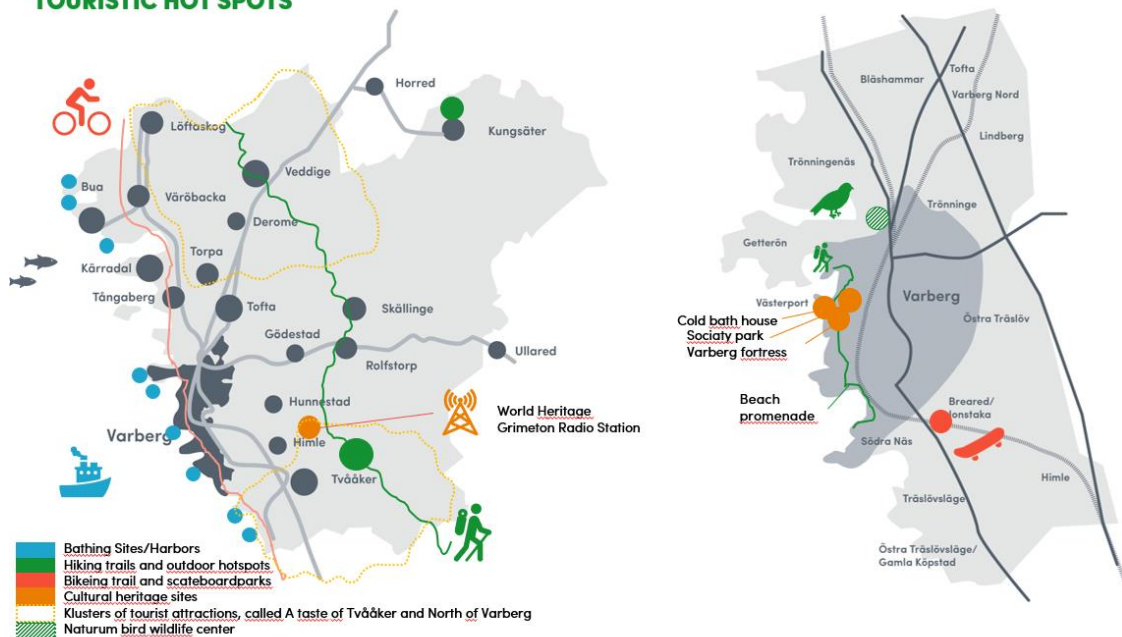 TOURISTIC HOT SPOTS
Horred
Löftaskog
Kungsäter
Veddige
Bua
Väröbacka
Derome
Torpa
Kärradal
Tångaberg
Tofta
Skällinge
Gödestad
Ullared
Rolfstorp
Hunnestad
World Heritage
Grimeton Radio Station
Varberg
Himle
Tvååker
Bathing Sites/Harbors
Hiking trails and outdoor hotspots
Bikeing trail and scateboardparks
Cultural heritage sites
Klusters of tourist attractions, called A taste of Tvååker and North of Varberg
Naturum bird wildlife center
Bläshammar
Tofta
Varberg Nord
Lindberg
Trönningenäs
Trönninge
Getterön
Västerport
Varberg
Cold bath house
Sociaty park
Varberg fortress
Östra Träslöv
Beach
promenade
Breared/
Jonstaka
Södra Näs
Himle
Träslövsläge
Östra Träslövsläge/
Gamla Köpstad